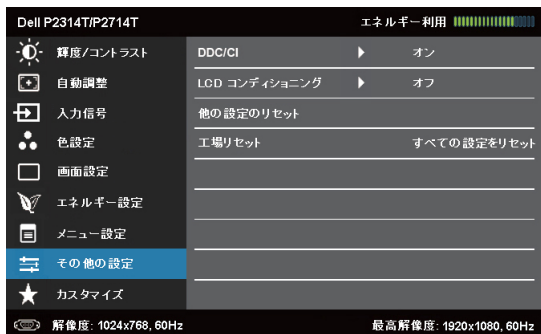 Dell P2314T/P2714T
エネルギー利用
輝度/コントラスト
DDC/CI
オン
自動調整
LCD コンディショニング
オフ
入力信号
他の設定のリセット
色設定
工場リセット
すべての設定をリセット
画面設定
エネルギー設定
メニュー設定
その他の設定
カスタマイズ
解像度: 1024x768, 60Hz
最高解像度: 1920x1080, 60Hz